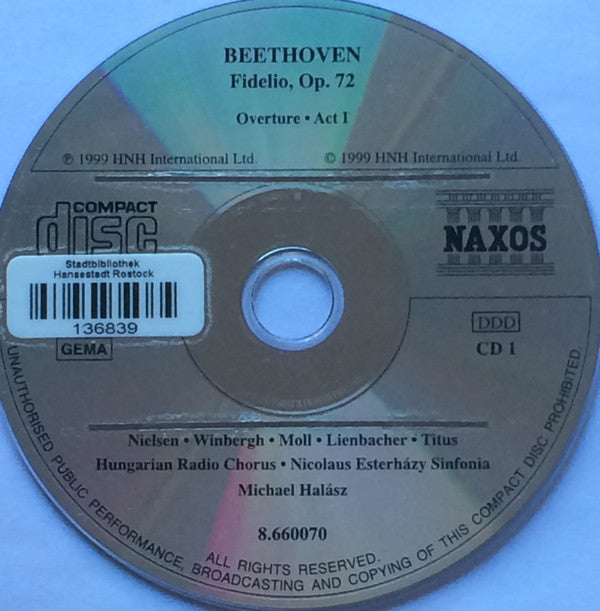 BEETHOVEN
Fidelio, Op. 72
Overture • Act I
℗ 1999 HNH International Ltd.
© 1999 HNH International Ltd.
COMPACT
disc
NAXOS
Stadtbibliothek
Hansestadt Rostock
136839
GEMA
DDD
CD 1
Nielsen • Winbergh • Moll • Lienbacher • Titus
Hungarian Radio Chorus • Nicolaus Esterházy Sinfonia
Michael Halász
8.660070
ALL RIGHTS RESERVED.
UNAUTHORISED PUBLIC PERFORMANCE, BROADCASTING AND COPYING OF THIS COMPACT DISC PROHIBITED.